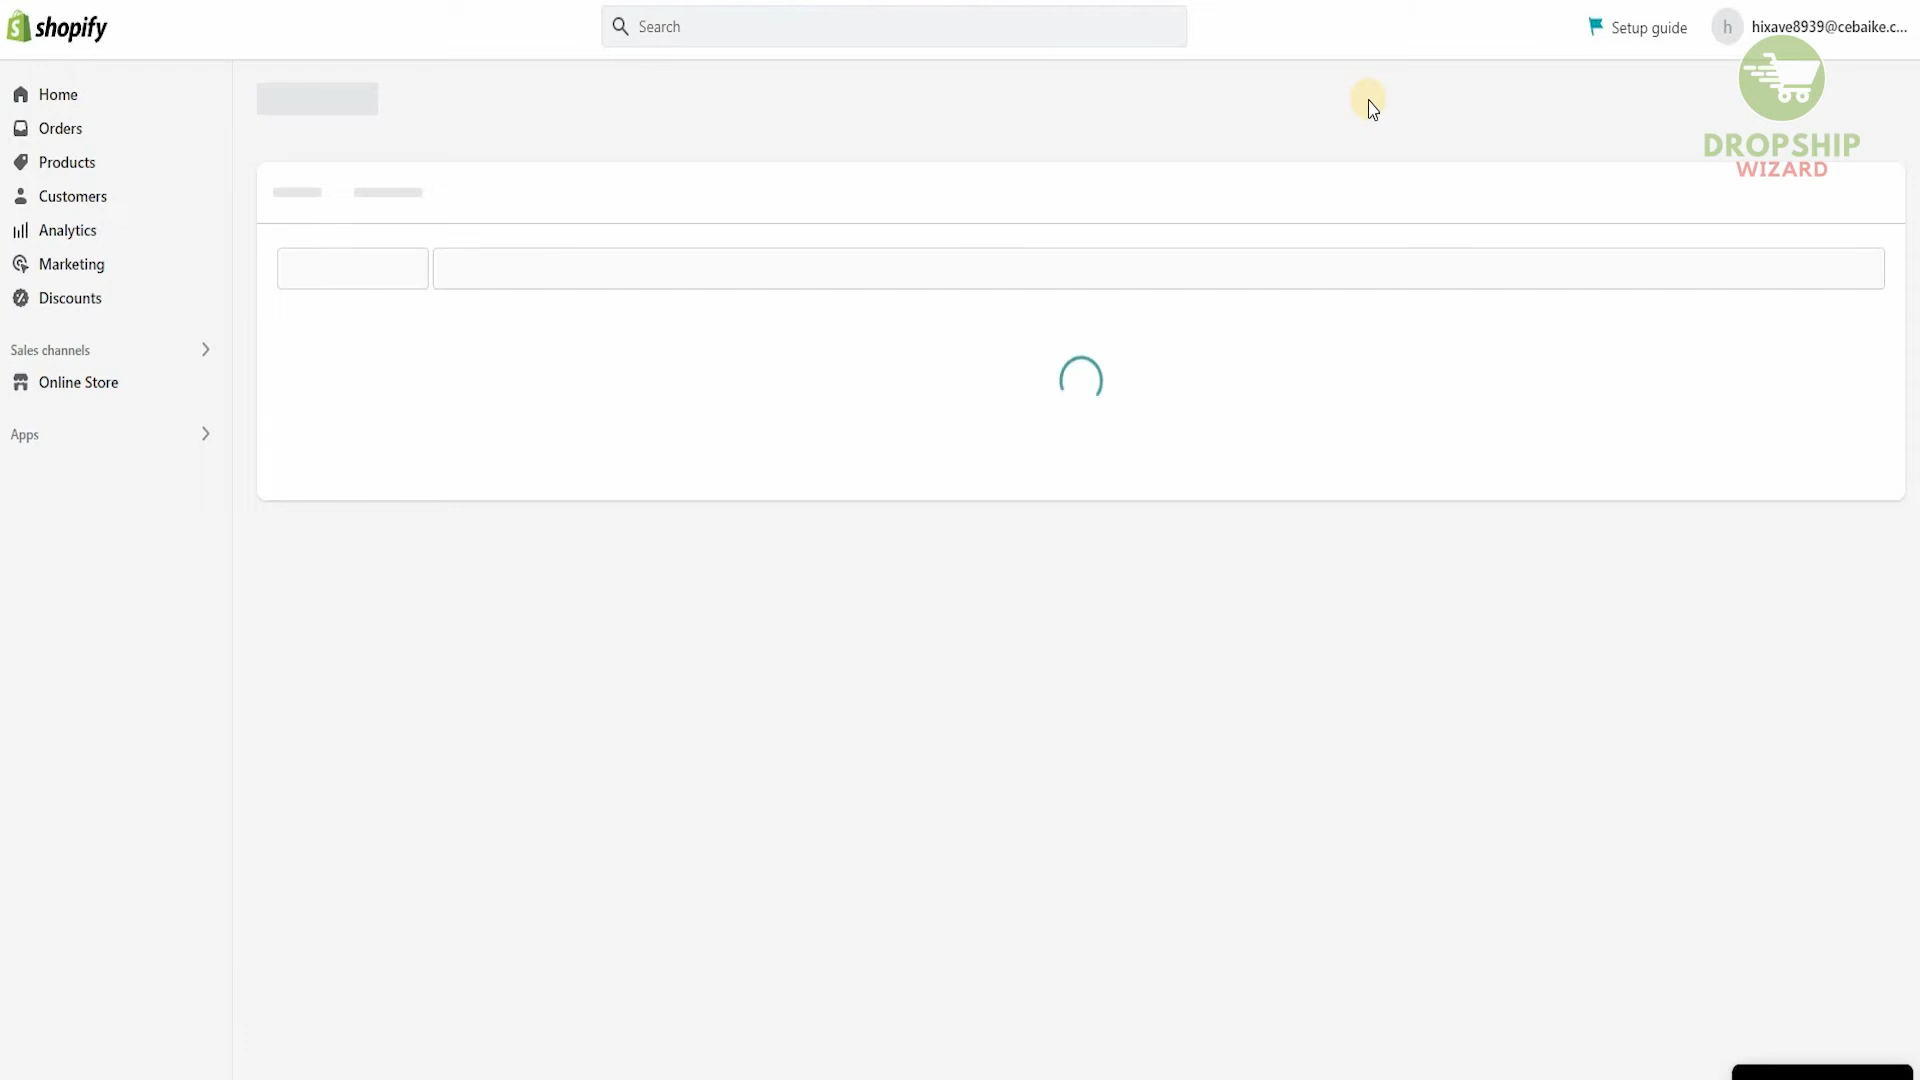 shopify
Search
Setup guide
h
hixave8939@cebaike.c...
DROPSHIP
WIZARD
Home
Orders
Products
Customers
Analytics
Marketing
Discounts
Sales channels
Online Store
Apps